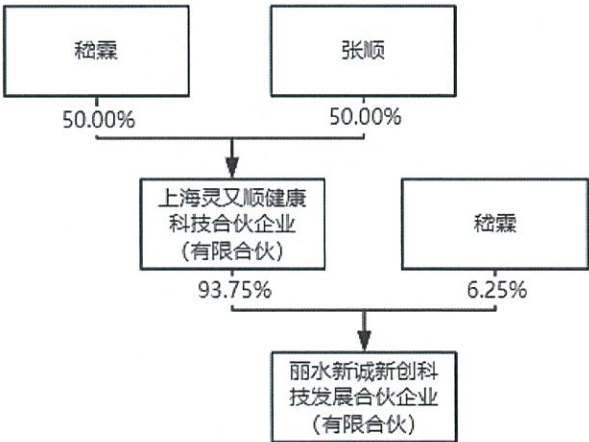 嵇霖
张顺
50.00%
50.00%
上海灵又顺健康
科技合伙企业
（有限合伙）
嵇霖
93.75%
6.25%
丽水新诚新创科
技发展合伙企业
（有限合伙）